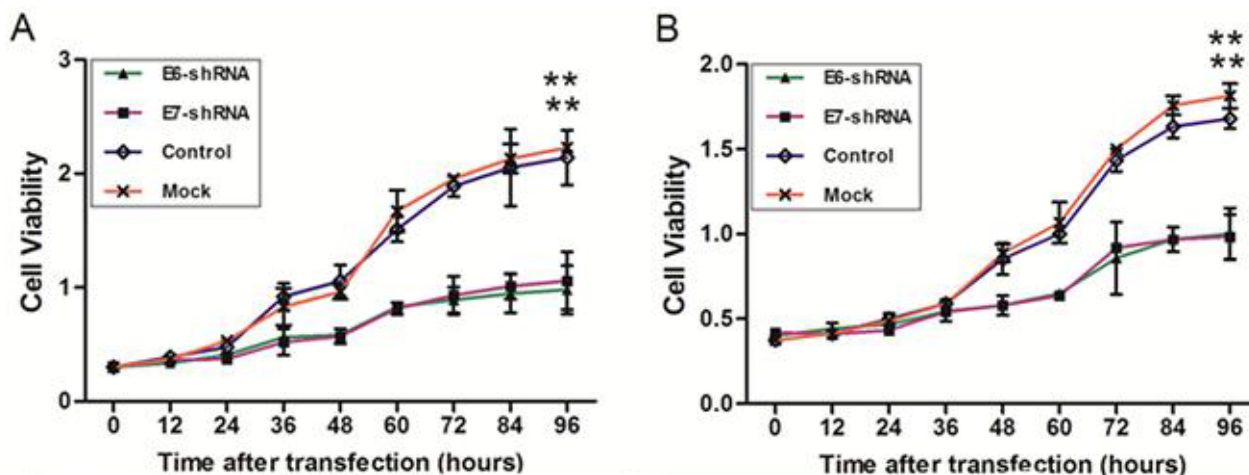 A
3
2
1
0
Cell Viability
E6-shRNA
E7-shRNA
Control
Mock
**
**
0 12 24 36 48 60 72 84 96
Time after transfection (hours)
B
2.0
1.5
1.0
0.5
0.0
Cell Viability
E6-shRNA
E7-shRNA
Control
Mock
**
**
0 12 24 36 48 60 72 84 96
Time after transfection (hours)